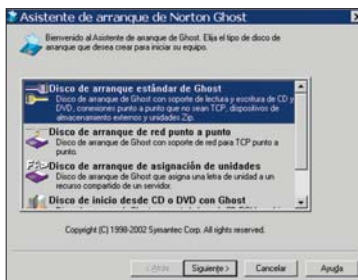 Asistente de arranque de Norton Ghost
Bienvenido al Asistente de arranque de Ghost. Elija el tipo de disco de
arranque que desea crear para iniciar su equipo.
Disco de arranque estándar de Ghost
Disco de arranque de Ghost con soporte de lectura y escritura de CD y
DVD, conexiones punto a punto que no sean TCP, dispositivos de
almacenamiento externos y unidades Zip.
Disco de arranque de red punto a punto
Disco de arranque de Ghost con soporte de red para TCP punto a
punto.
Disco de arranque de asignación de unidades
Disco de arranque de Ghost que asigna una letra de unidad a un
recurso compartido de un servidor.
Disco de inicio desde CD o DVD con Ghost
Copyright (C) 1998-2002 Symantec Corp. All rights reserved.
< Atrás Siguiente > Cancelar Ayuda